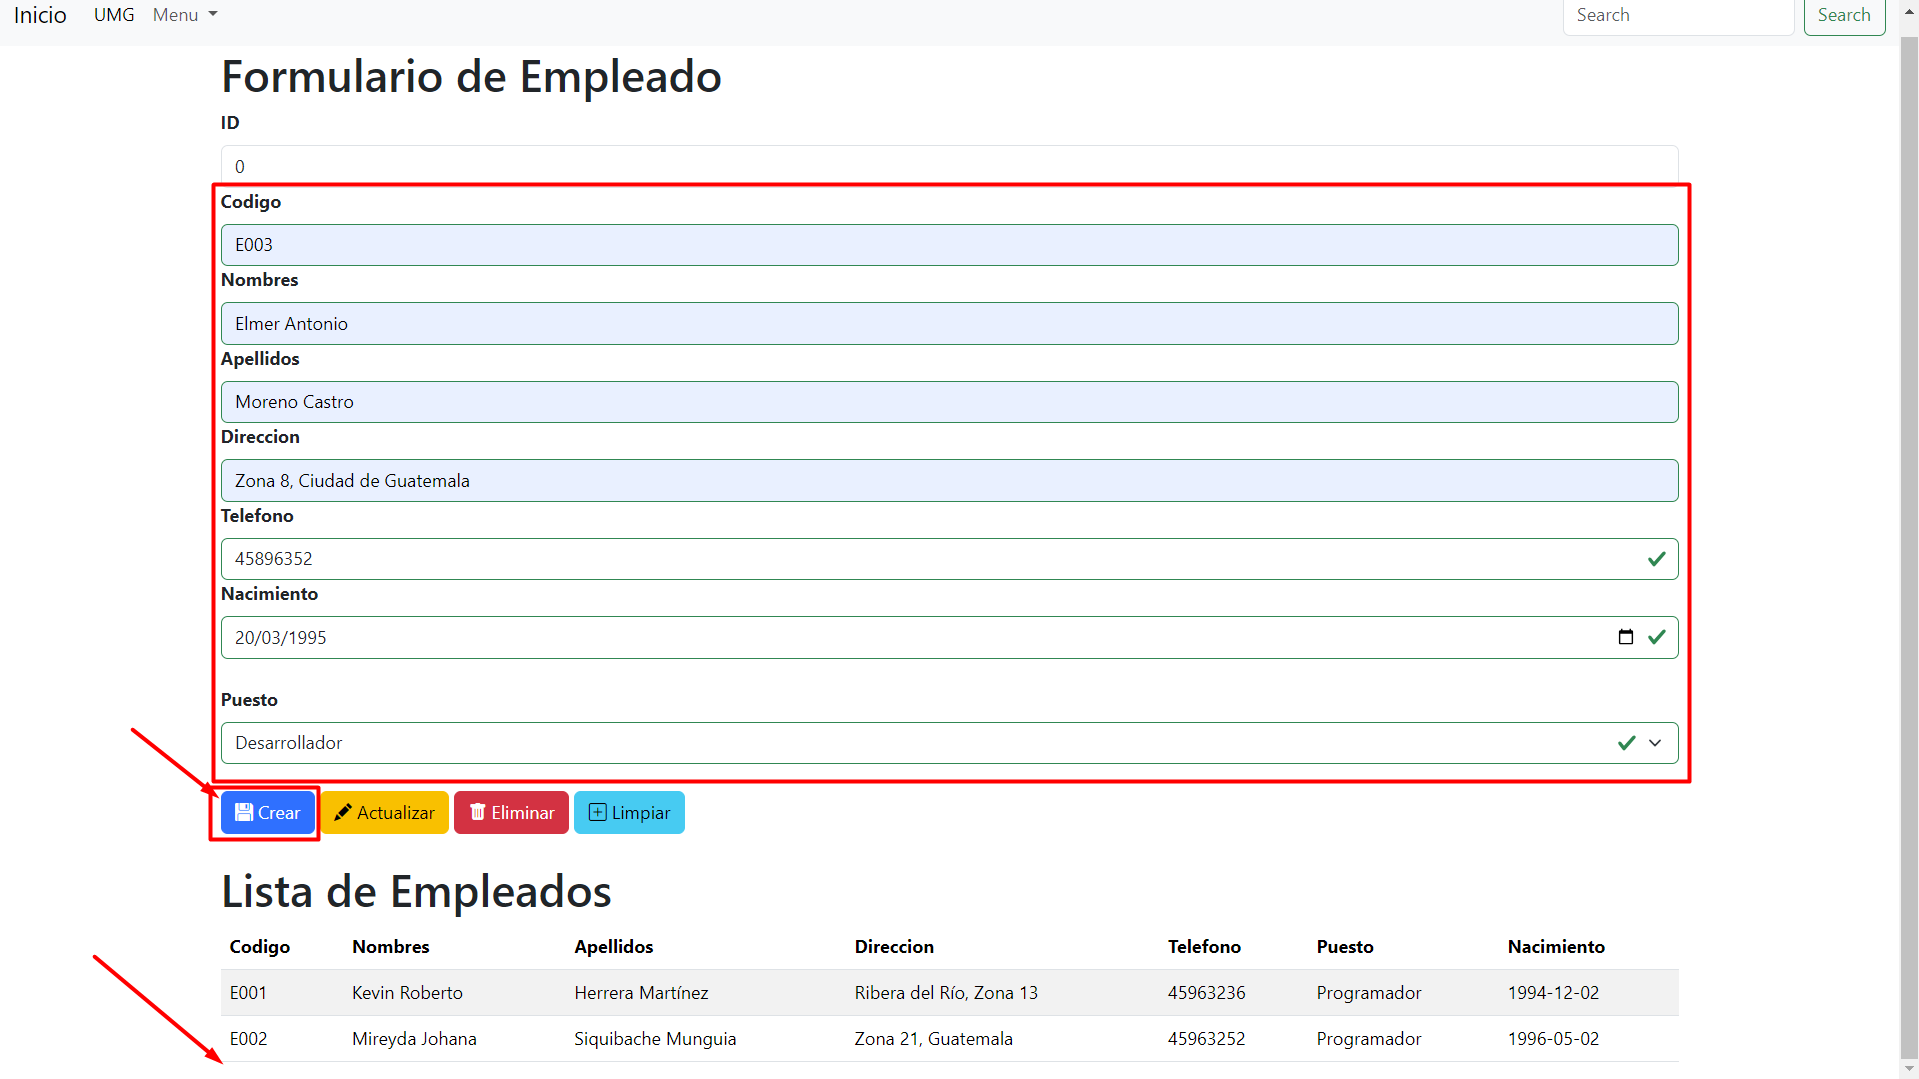 Inicio UMG Menu Search Search
Formulario de Empleado
ID
0
Codigo
E003
Nombres
Elmer Antonio
Apellidos
Moreno Castro
Direccion
Zona 8, Ciudad de Guatemala
Telefono
45896352
Nacimiento
20/03/1995
Puesto
Desarrollador
Crear Actualizar Eliminar Limpiar
Lista de Empleados
Codigo Nombres Apellidos Direccion Telefono Puesto Nacimiento
E001 Kevin Roberto Herrera Martínez Ribera del Río, Zona 13 45963236 Programador 1994-12-02
E002 Mireyda Johana Siquibache Munguia Zona 21, Guatemala 45963252 Programador 1996-05-02